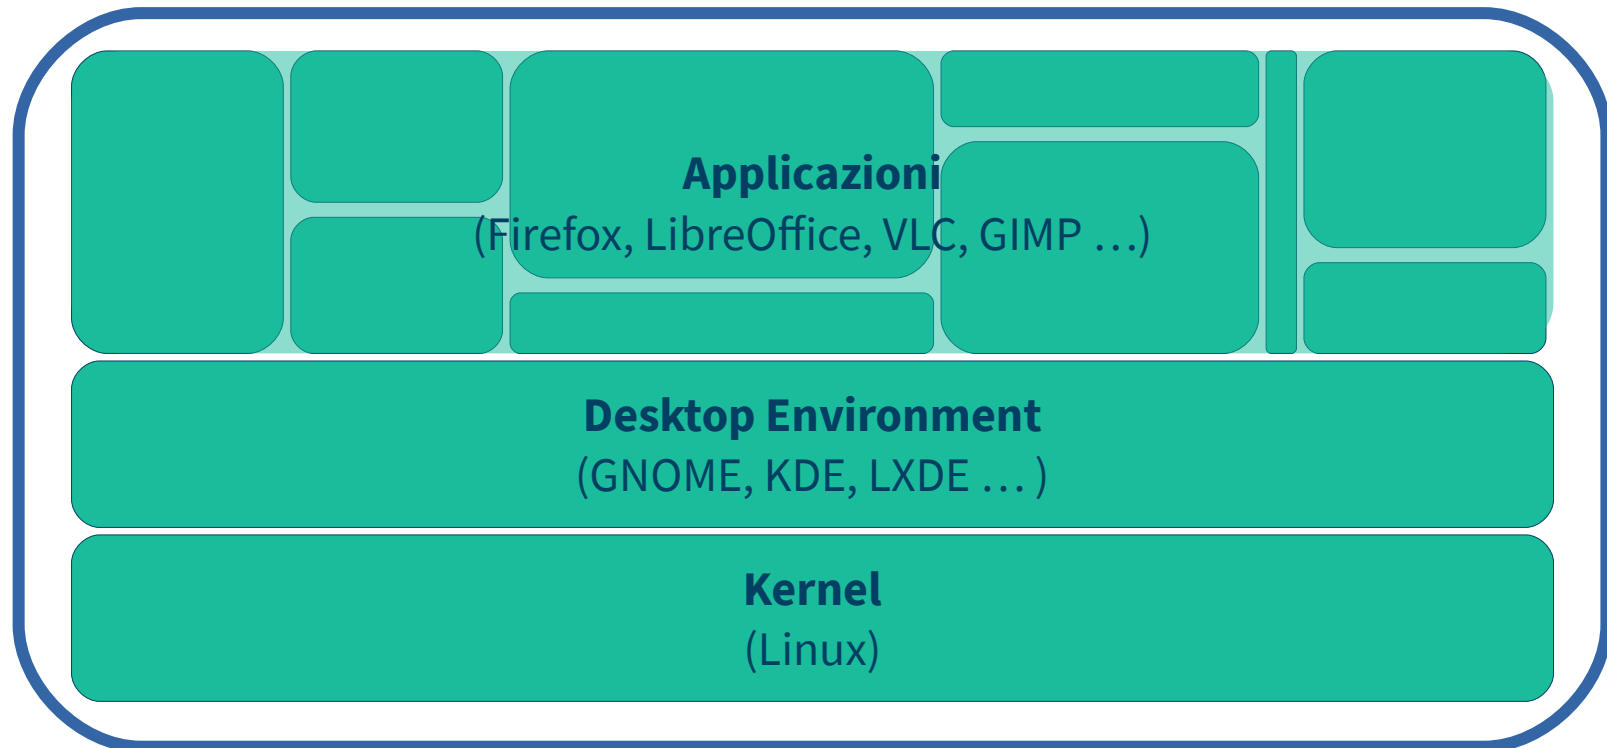 Applicazioni
(Firefox, LibreOffice, VLC, GIMP …)
Desktop Environment
(GNOME, KDE, LXDE … )
Kernel
(Linux)